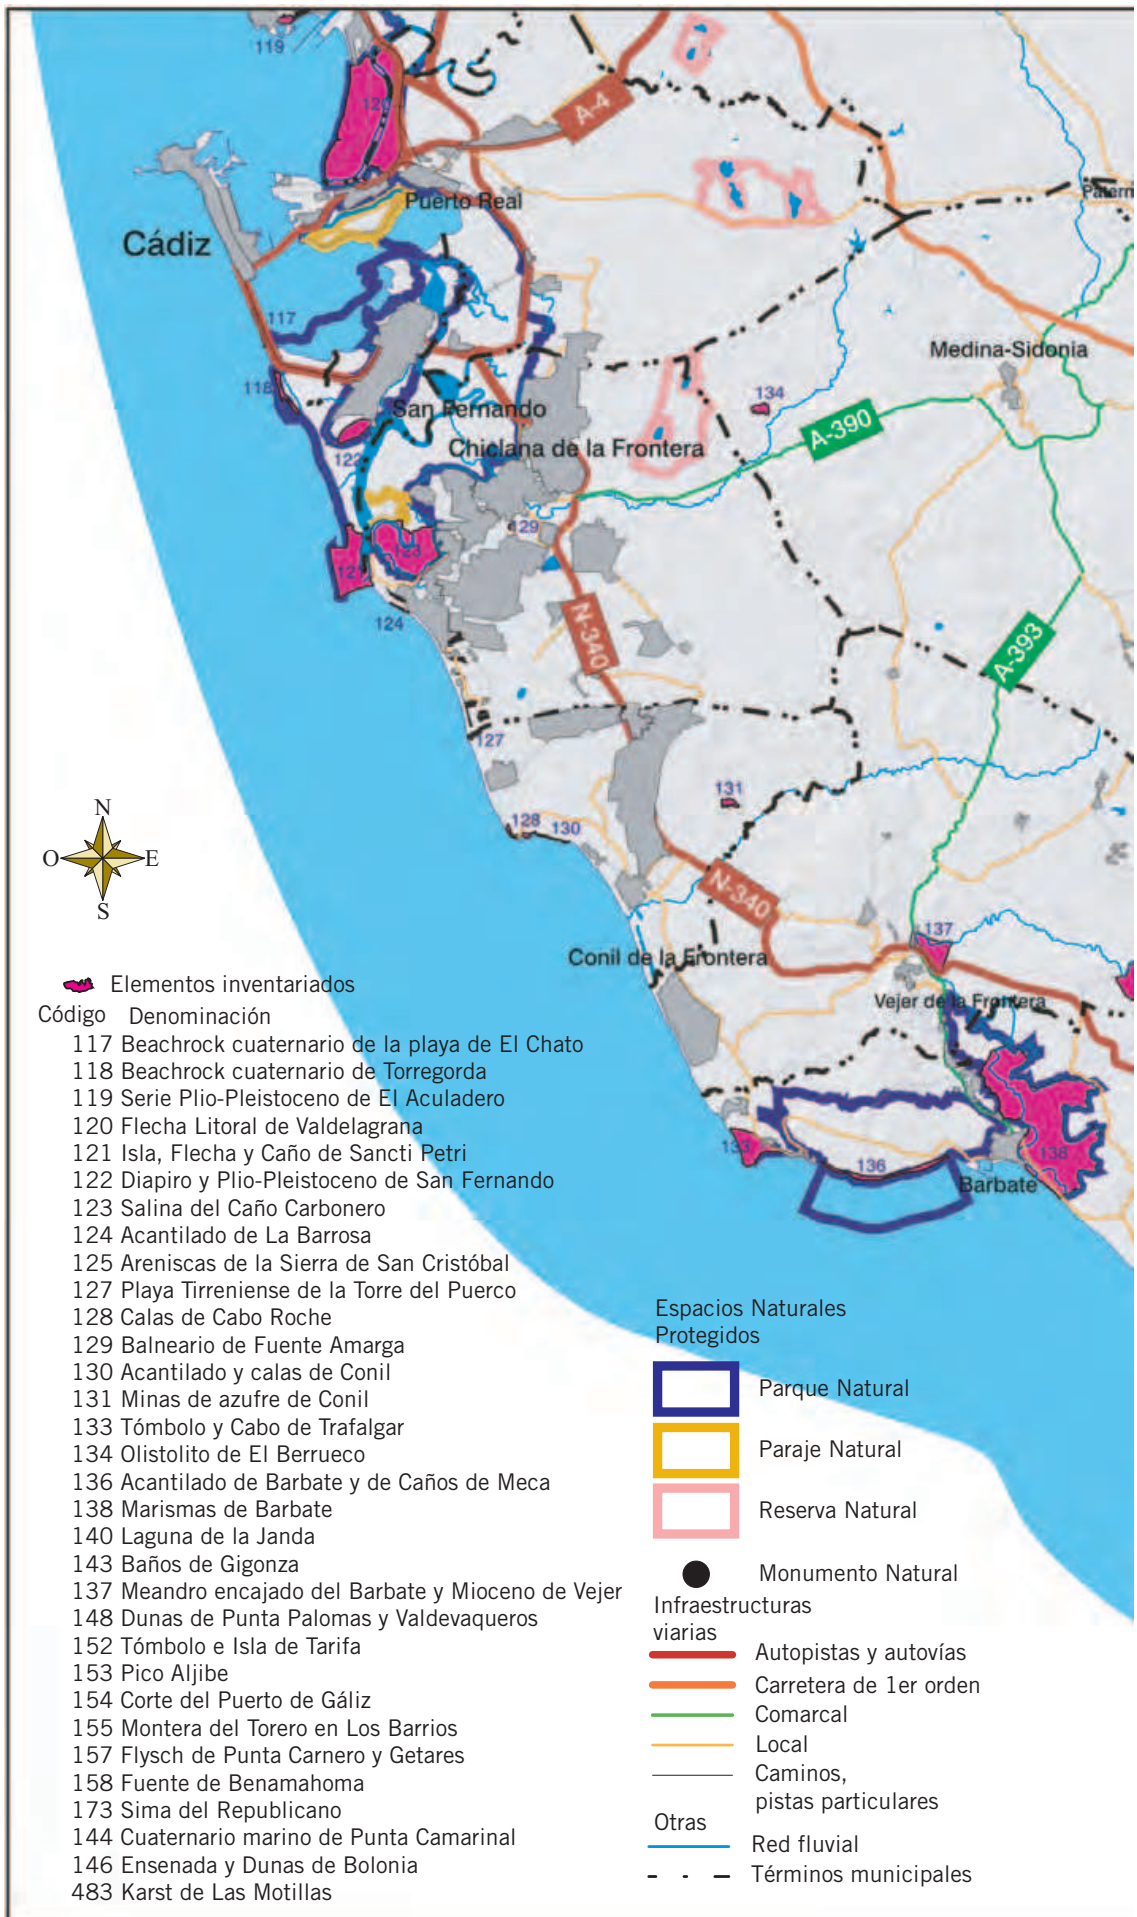 119
120
A-4
Puerto Real
Cádiz
Patern
117
Medina-Sidonia
118
134
San Fernando
A-390
Chiclana de la Frontera
122
129
123
121
124
N-340
A-393
127
131
128
130
N-340
137
Conil de la Frontera
Vejer de la Frontera
133
136
138
Barbate
N
O
E
S
Elementos inventariados
Código Denominación
117 Beachrock cuaternario de la playa de El Chato
118 Beachrock cuaternario de Torregorda
119 Serie Plio-Pleistoceno de El Aculadero
120 Flecha Litoral de Valdelagrana
121 Isla, Flecha y Caño de Sancti Petri
122 Diapiro y Plio-Pleistoceno de San Fernando
123 Salina del Caño Carbonero
124 Acantilado de La Barrosa
125 Areniscas de la Sierra de San Cristóbal
127 Playa Tirreniense de la Torre del Puerco
128 Calas de Cabo Roche
129 Balneario de Fuente Amarga
130 Acantilado y calas de Conil
131 Minas de azufre de Conil
133 Tómbolo y Cabo de Trafalgar
134 Olistolito de El Berrueco
136 Acantilado de Barbate y de Caños de Meca
138 Marismas de Barbate
140 Laguna de la Janda
143 Baños de Gigonza
137 Meandro encajado del Barbate y Mioceno de Vejer
148 Dunas de Punta Palomas y Valdevaqueros
152 Tómbolo e Isla de Tarifa
153 Pico Aljibe
154 Corte del Puerto de Gáliz
155 Montera del Torero en Los Barrios
157 Flysch de Punta Carnero y Getares
158 Fuente de Benamahoma
173 Sima del Republicano
144 Cuaternario marino de Punta Camarinal
146 Ensenada y Dunas de Bolonia
483 Karst de Las Motillas
Espacios Naturales
Protegidos
Parque Natural
Paraje Natural
Reserva Natural
Monumento Natural
Infraestructuras
viarias
Autopistas y autovías
Carretera de 1er orden
Comarcal
Local
Caminos,
pistas particulares
Otras
Red fluvial
Términos municipales